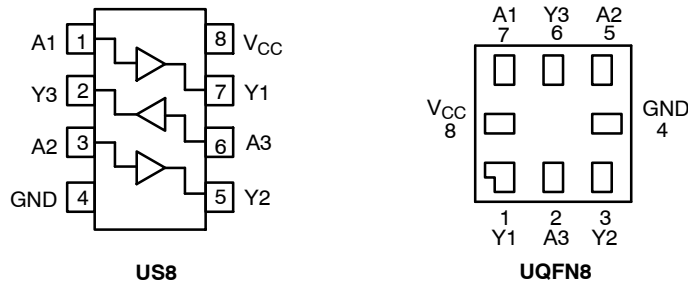 A1 1 8 VCC
Y3 2 7 Y1
A2 3 6 A3
GND 4 5 Y2
US8
A1 Y3 A2
7 6 5
VCC
8
GND
4
1 2 3
Y1 A3 Y2
UQFN8